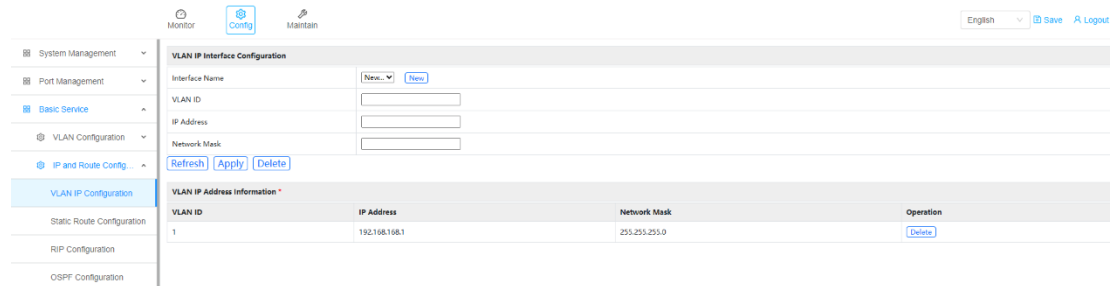 Monitor
Config
Maintain
English
Save
Logout
System Management
Port Management
Basic Service
VLAN Configuration
IP and Route Config...
VLAN IP Configuration
Static Route Configuration
RIP Configuration
OSPF Configuration
VLAN IP Interface Configuration
Interface Name New... New
VLAN ID
IP Address
Network Mask
Refresh Apply Delete
VLAN IP Address Information *
VLAN ID IP Address Network Mask Operation
1 192.168.168.1 255.255.255.0 Delete